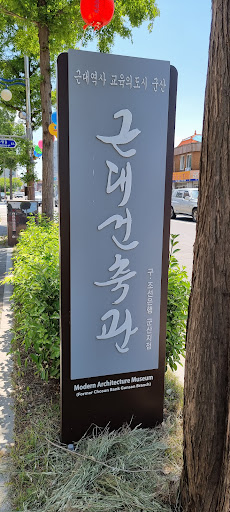 근대역사 교육의도시 군산
근대건축관
구. 조선은행 군산지점
Modern Architecture Museum
(Former Chosun Bank Gunsan Branch)